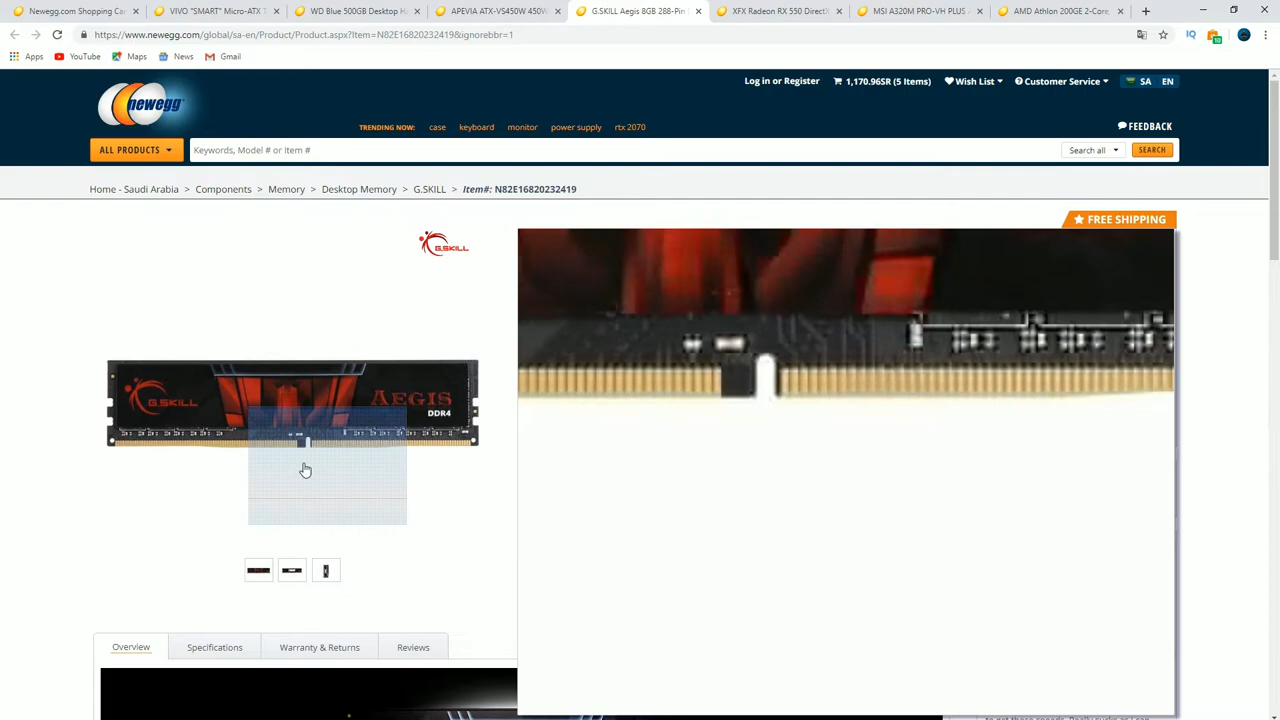 Newegg.com Shopping Ca
VIVO "SMART" Micro-ATX T
WD Blue 500GB Desktop Ha
APEVIA ATX-VS450W 450W
G.SKILL Aegis 8GB 288-Pin
XFX Radeon RX 550 DirectX
MSI A320M PRO-VH PLUS A
AMD Athlon 200GE 2-Core
https://www.newegg.com/global/sa-en/Product/Product.aspx?Item=N82E16820232419&ignorebbr=1
IQ
10
Apps YouTube Maps News Gmail
newegg
Log in or Register 1,170.96SR (5 Items) Wish List Customer Service SA EN
TRENDING NOW: case keyboard monitor power supply rtx 2070
FEEDBACK
ALL PRODUCTS Keywords, Model # or Item # Search all SEARCH
Home - Saudi Arabia > Components > Memory > Desktop Memory > G.SKILL > Item#: N82E16820232419
FREE SHIPPING
G.SKILL
G.SKILL AEGIS
DDR4
Overview Specifications Warranty & Returns Reviews